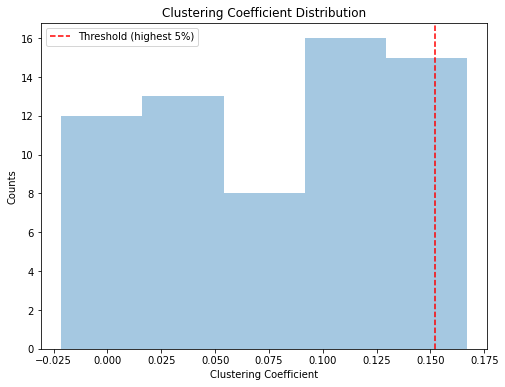 Clustering Coefficient Distribution
Threshold (highest 5%)
Counts
16
14
12
10
8
6
4
2
0
−0.025 0.000 0.025 0.050 0.075 0.100 0.125 0.150 0.175
Clustering Coefficient